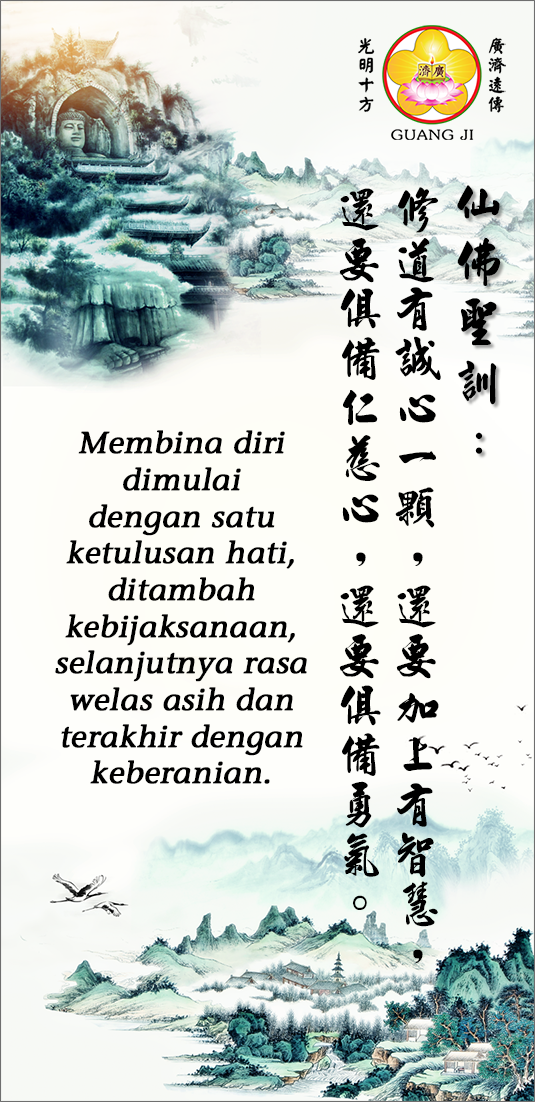 廣濟遠傳
光明十方
廣濟
GUANG JI
仙佛聖訓：
修道有誠心一顆，還要加上有智慧，
還要俱備仁慈心，還要俱備勇氣。
Membina diri
dimulai
dengan satu
ketulusan hati,
ditambah
kebijaksanaan,
selanjutnya rasa
welas asih dan
terakhir dengan
keberanian.